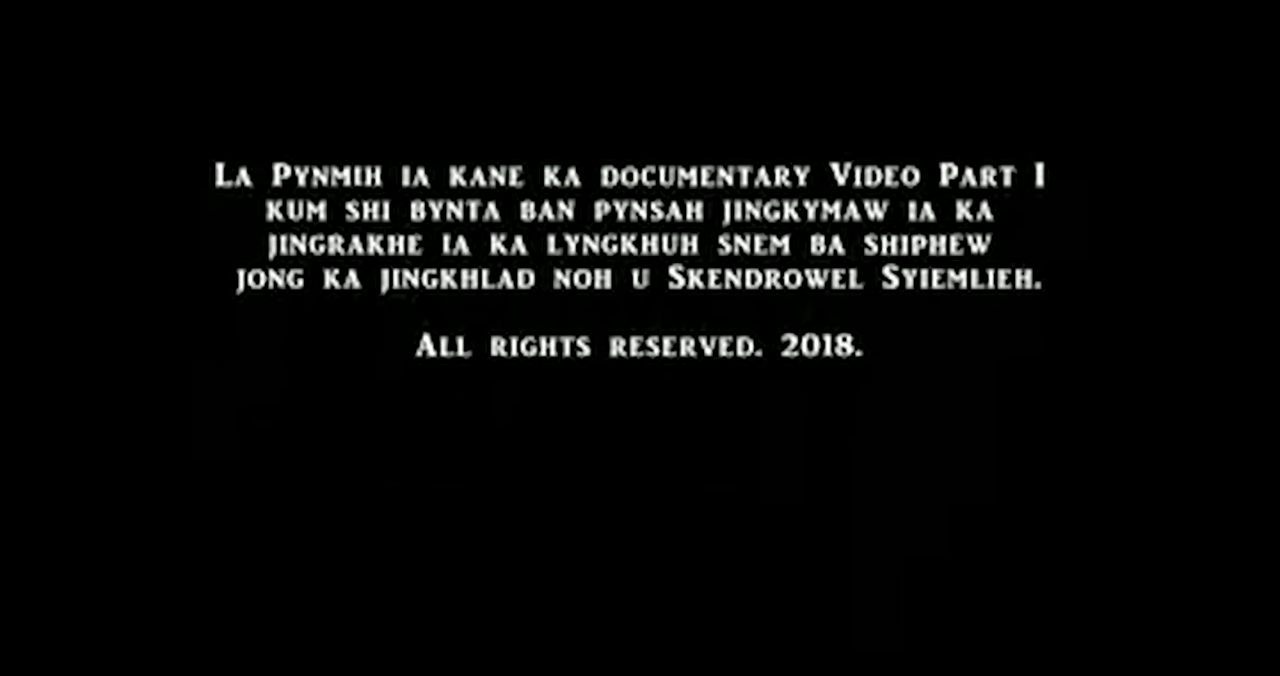 La Pynmih ia kane ka documentary Video Part I
kum shi bynta ban pynsah jingkymaw ia ka
jingrakhe ia ka lyngkhuh snem ba shiphew
jong ka jingkhlad noh u Skendrowel Syiemlieh.
All rights reserved. 2018.